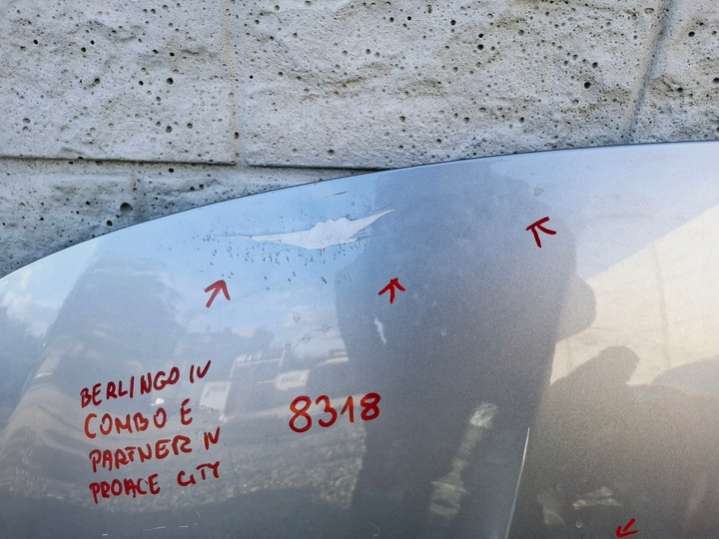 BERLINGO IV
COMBO E
PARTNER IV
PROACE CITY
8318